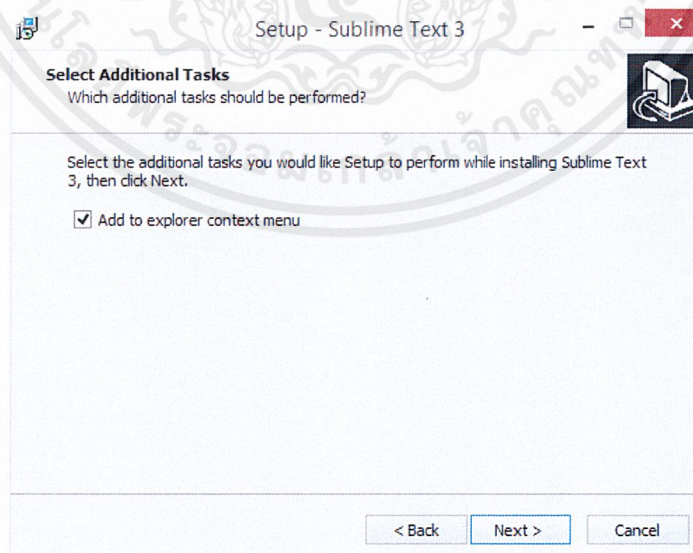 Setup - Sublime Text 3
Select Additional Tasks
Which additional tasks should be performed?
Select the additional tasks you would like Setup to perform while installing Sublime Text
3, then click Next.
Add to explorer context menu
< Back
Next >
Cancel